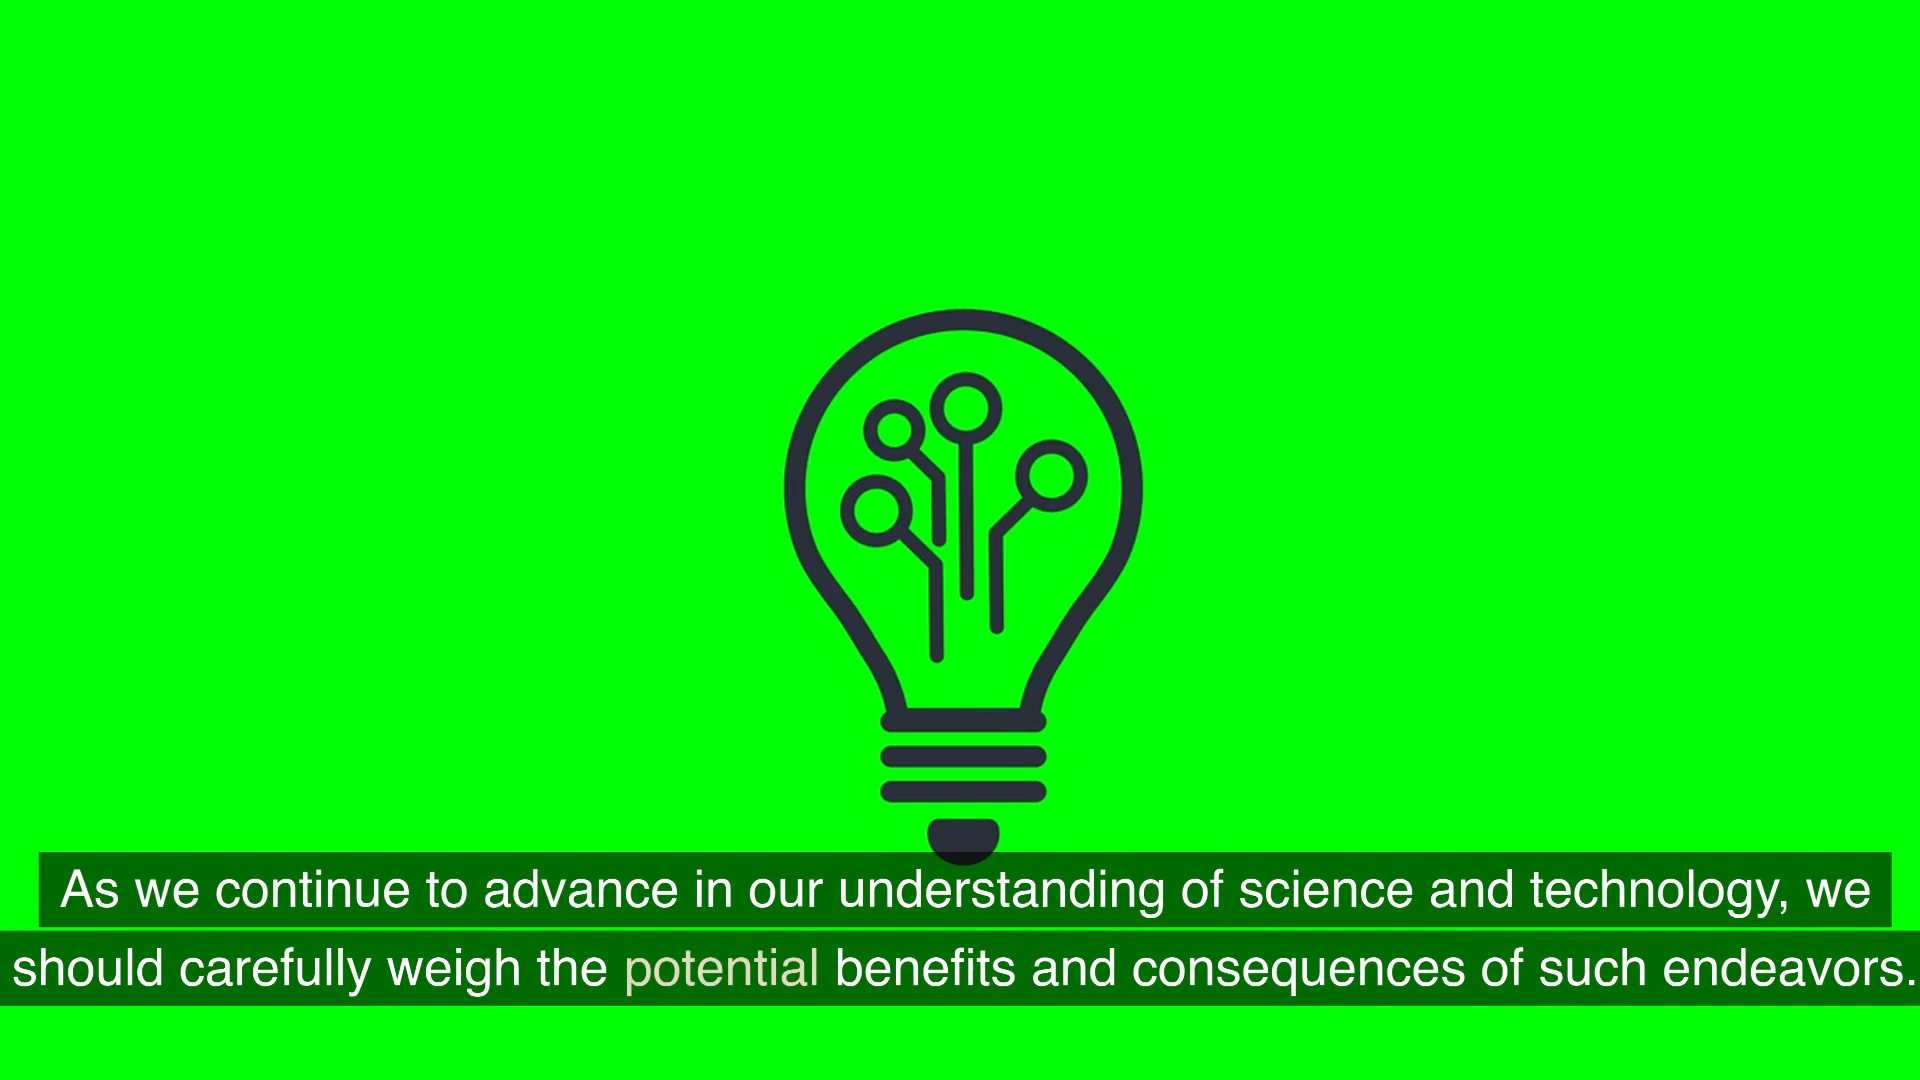 As we continue to advance in our understanding of science and technology, we
should carefully weigh the potential benefits and consequences of such endeavors.